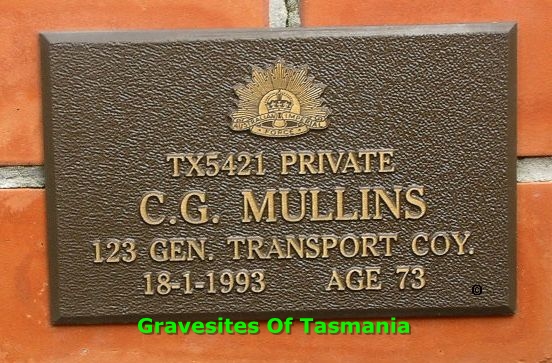 AUSTRALIAN IMPERIAL
FORCE
TX5421 PRIVATE
C.G. MULLINS
123 GEN. TRANSPORT COY.
18-1-1993 AGE 73
Gravesites Of Tasmania